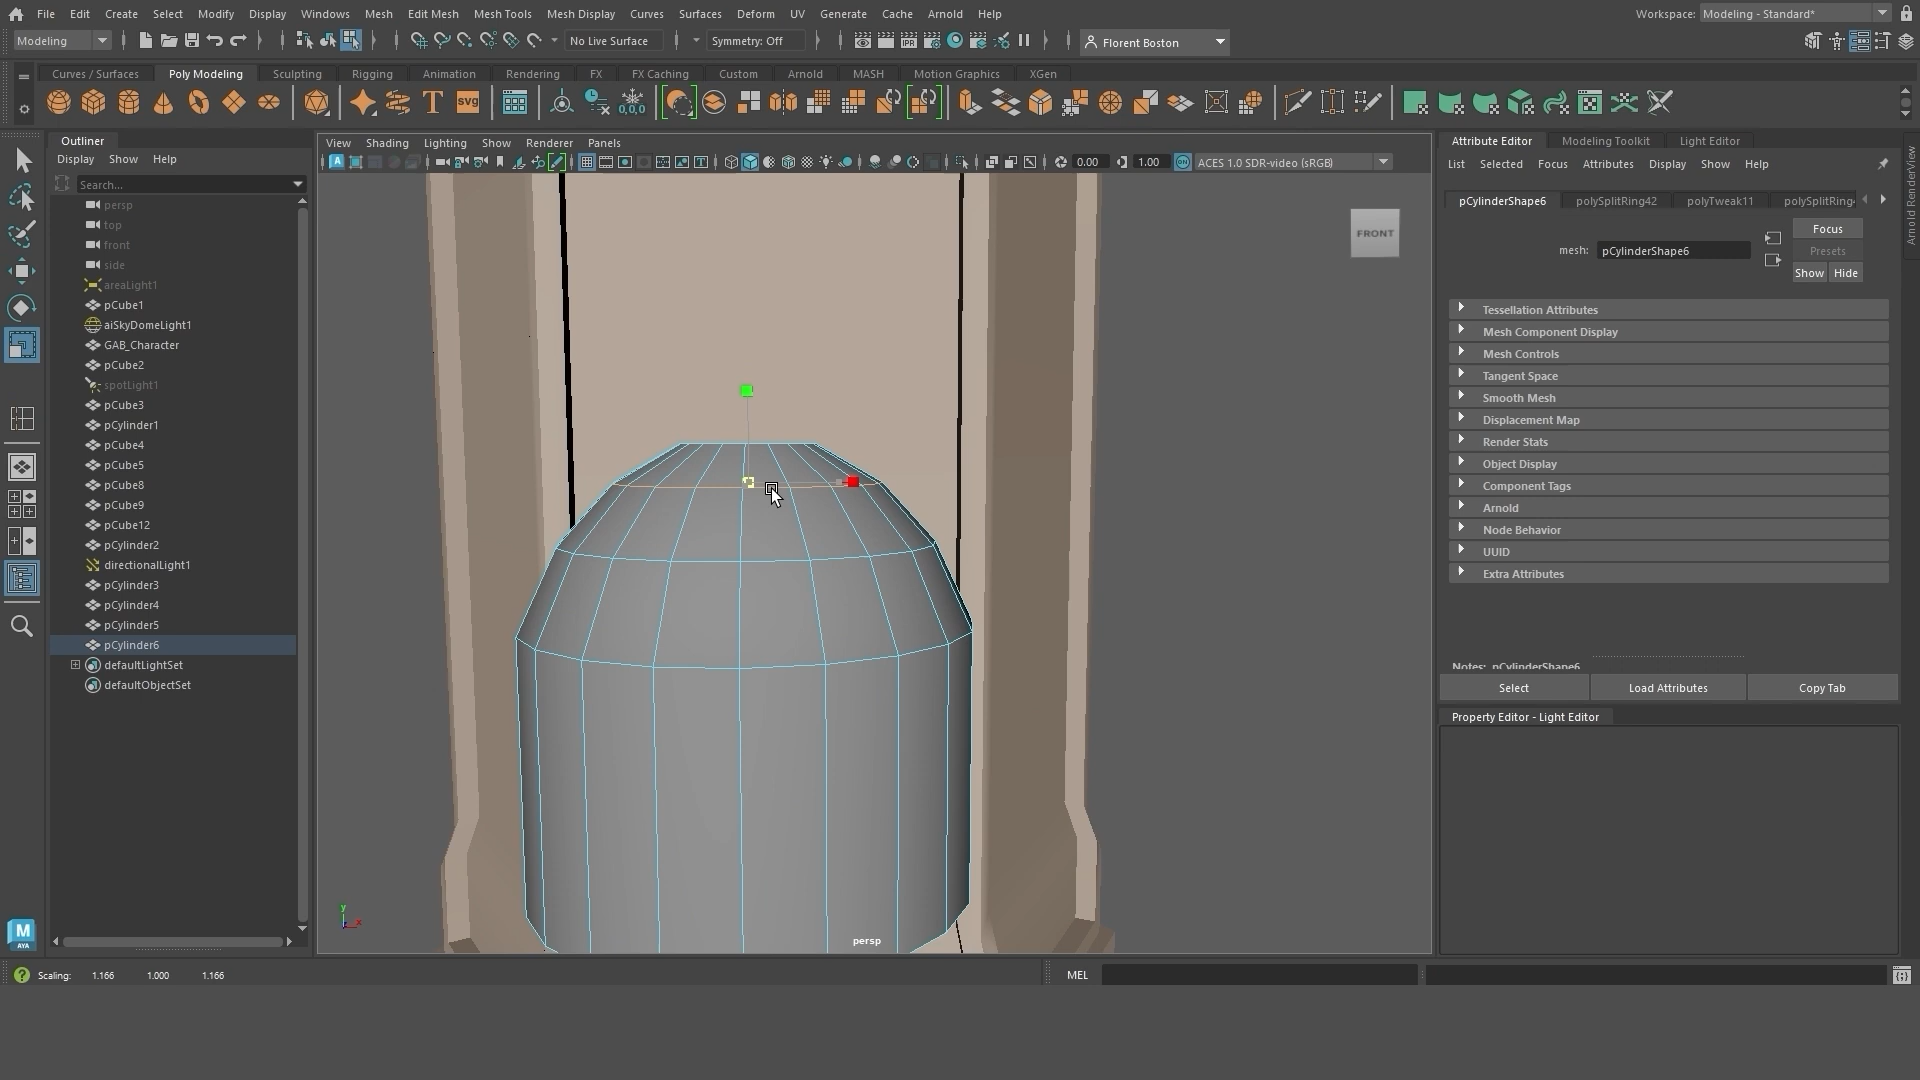 File Edit Create Select Modify Display Windows Mesh Edit Mesh Mesh Tools Mesh Display Curves Surfaces Deform UV Generate Cache Arnold Help Workspace: Modeling - Standard*
Modeling No Live Surface Symmetry: Off Florent Boston
Curves / Surfaces Poly Modeling Sculpting Rigging Animation Rendering FX FX Caching Custom Arnold MASH Motion Graphics XGen
T svg 0,0,0
Outliner
Display Show Help
Search...
persp
top
front
side
areaLight1
pCube1
aiSkyDomeLight1
GAB_Character
pCube2
spotLight1
pCube3
pCylinder1
pCube4
pCube5
pCube8
pCube9
pCube12
pCylinder2
directionalLight1
pCylinder3
pCylinder4
pCylinder5
pCylinder6
defaultLightSet
defaultObjectSet
M
AYA
View Shading Lighting Show Renderer Panels
0.00 1.00 ACES 1.0 SDR-video (sRGB)
FRONT
y
x
persp
Attribute Editor Modeling Toolkit Light Editor
List Selected Focus Attributes Display Show Help
pCylinderShape6 polySplitRing42 polyTweak11 polySplitRing
mesh: pCylinderShape6
Focus
Presets
Show Hide
Tessellation Attributes
Mesh Component Display
Mesh Controls
Tangent Space
Smooth Mesh
Displacement Map
Render Stats
Object Display
Component Tags
Arnold
Node Behavior
UUID
Extra Attributes
Notes: pCylinderShape6
Select Load Attributes Copy Tab
Property Editor - Light Editor
Arnold RenderView
Scaling: 1.166 1.000 1.166 MEL